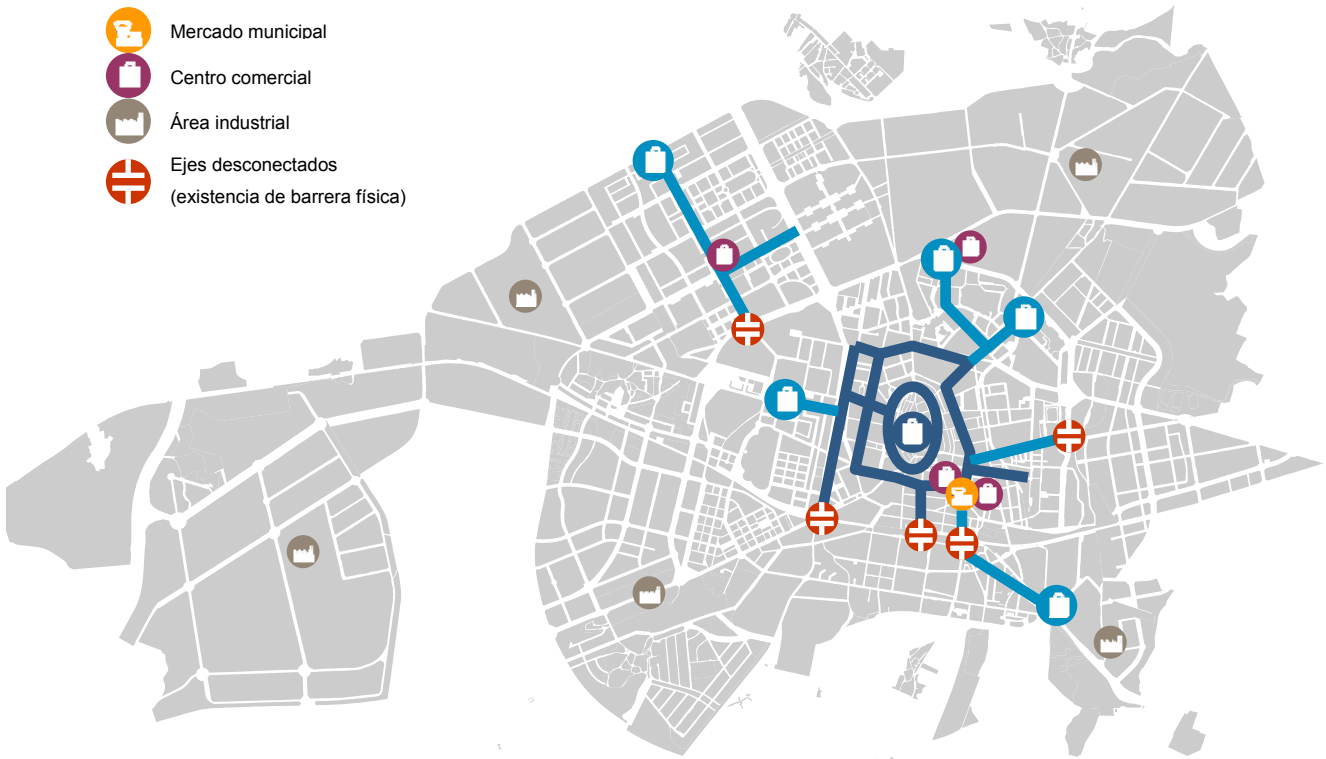 Mercado municipal
Centro comercial
Área industrial
Ejes desconectados
(existencia de barrera física)